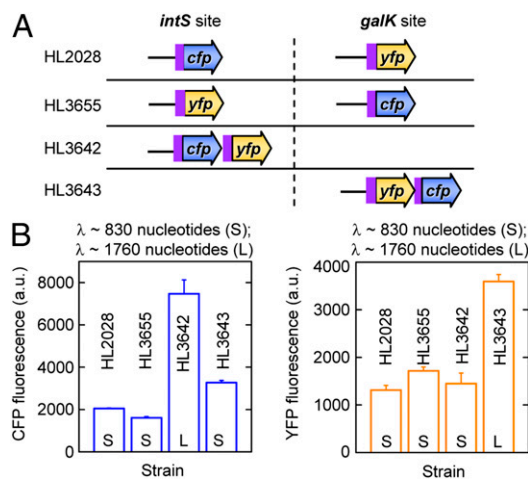 A
intS site galK site
HL2028 cfp yfp
HL3655 yfp cfp
HL3642 cfp yfp
HL3643 yfp cfp
B
λ ~ 830 nucleotides (S);
λ ~ 1760 nucleotides (L)
CFP fluorescence (a.u.)
8000
6000
4000
2000
0
HL2028
HL3655
HL3642
HL3643
S S L S
Strain
λ ~ 830 nucleotides (S);
λ ~ 1760 nucleotides (L)
YFP fluorescence (a.u.)
4000
3000
2000
1000
0
HL2028
HL3655
HL3642
HL3643
S S S L
Strain